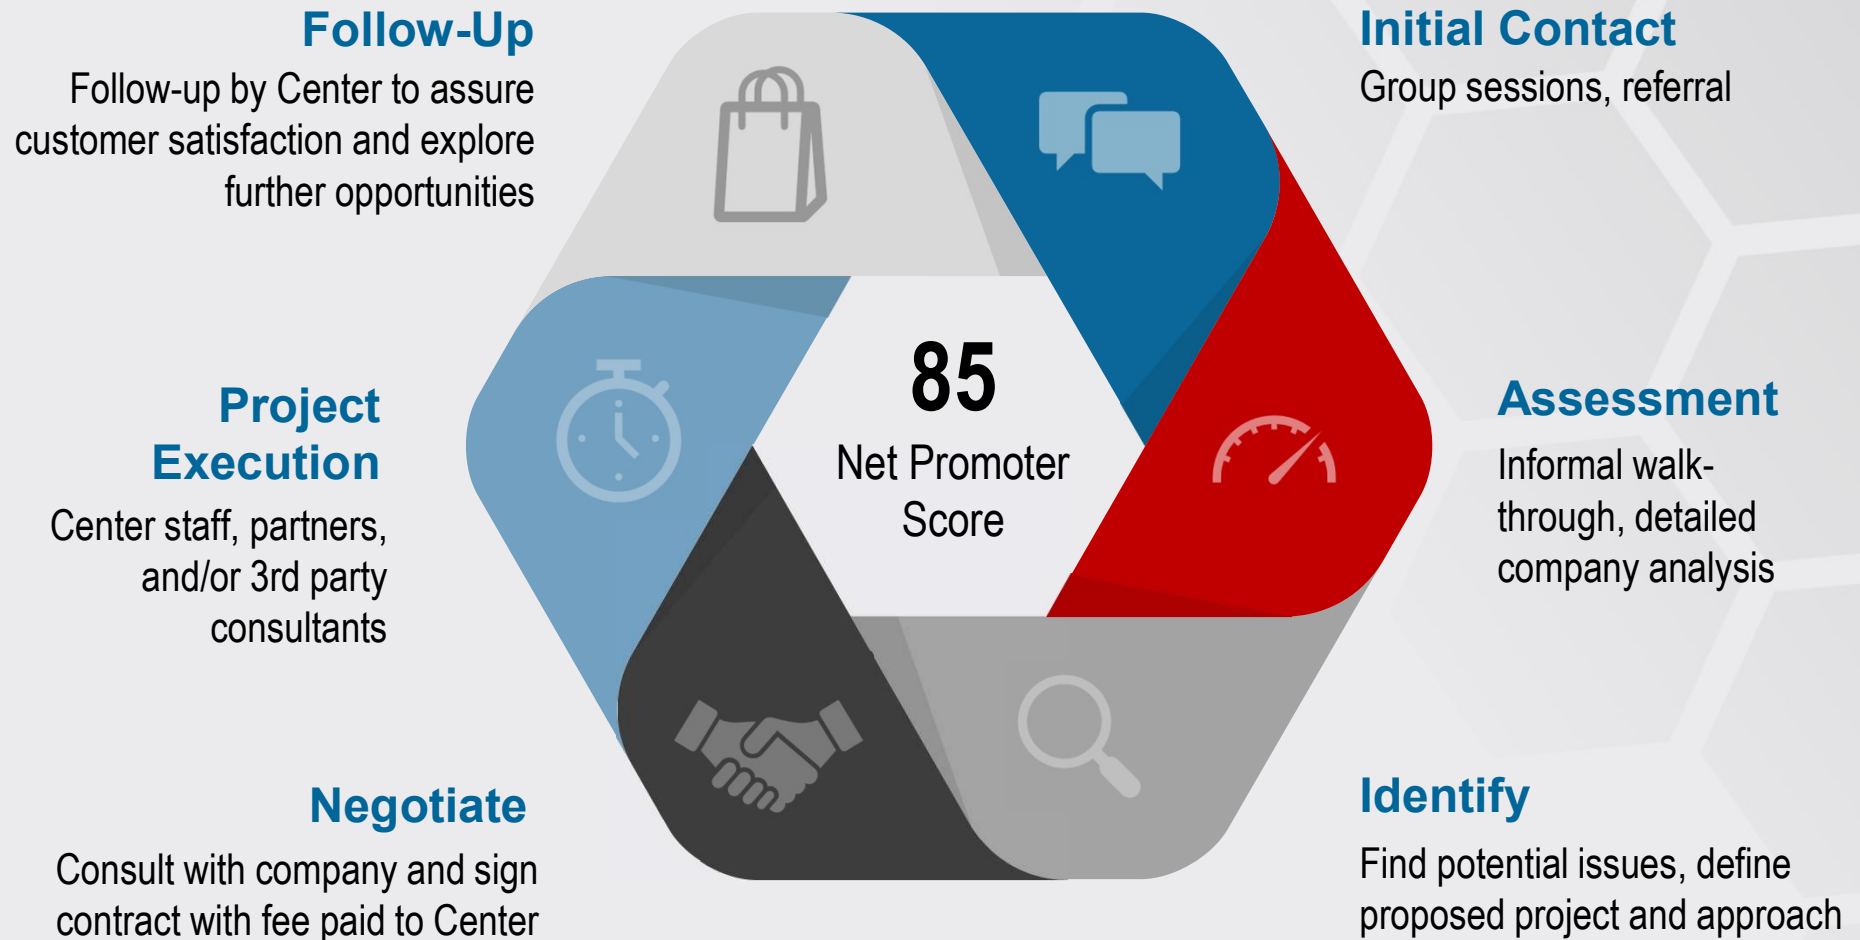 Follow-Up
Follow-up by Center to assure
customer satisfaction and explore
further opportunities
Initial Contact
Group sessions, referral
85
Net Promoter
Score
Project
Execution
Center staff, partners,
and/or 3rd party
consultants
Assessment
Informal walk-
through, detailed
company analysis
Negotiate
Consult with company and sign
contract with fee paid to Center
Identify
Find potential issues, define
proposed project and approach